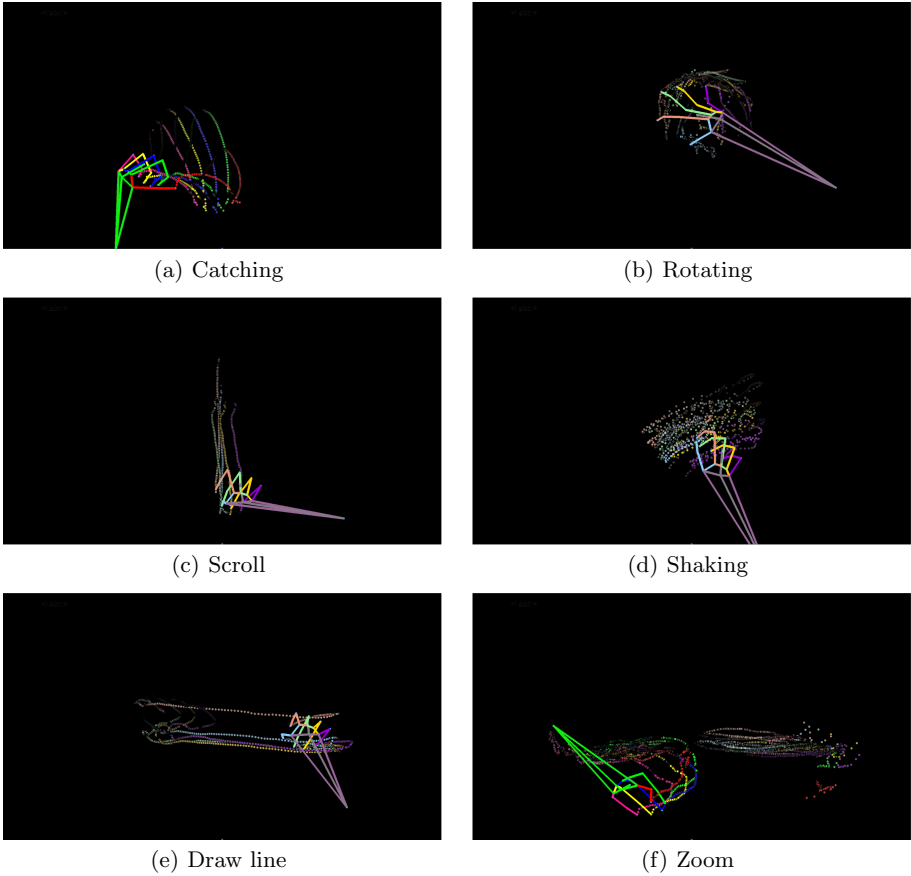 (a) Catching
(b) Rotating
(c) Scroll
(d) Shaking
(e) Draw line
(f) Zoom